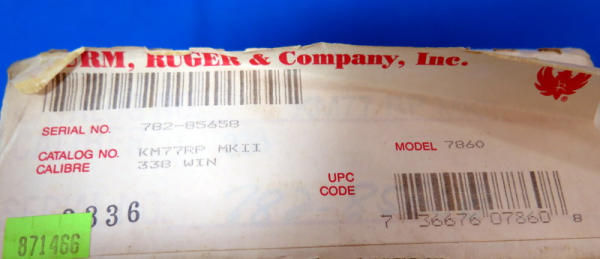 URM, RUGER & Company, Inc.
SERIAL NO. 782-85658
CATALOG NO. KM77RP MKII
CALIBRE 338 WIN
MODEL 7860
UPC
CODE
7 36676 07860 8
336
871466